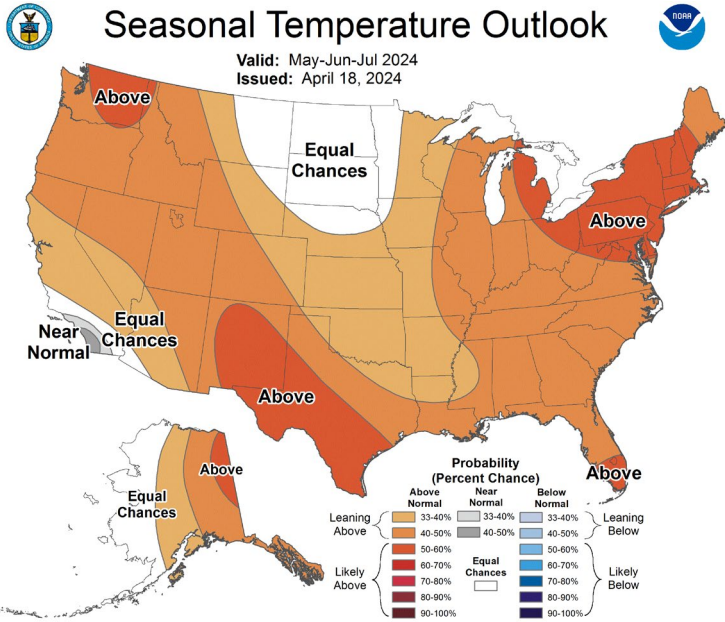 Seasonal Temperature Outlook
NOAA
Valid: May-Jun-Jul 2024
Issued: April 18, 2024
Above
Equal
Chances
Above
Near
Normal
Equal
Chances
Above
Above
Equal
Chances
Above
Probability
(Percent Chance)
Above
Normal
Near
Normal
Below
Normal
Leaning
Above
33-40%
40-50%
33-40%
40-50%
33-40%
40-50%
Leaning
Below
Likely
Above
50-60%
60-70%
70-80%
80-90%
90-100%
Equal
Chances
50-60%
60-70%
70-80%
80-90%
90-100%
Likely
Below